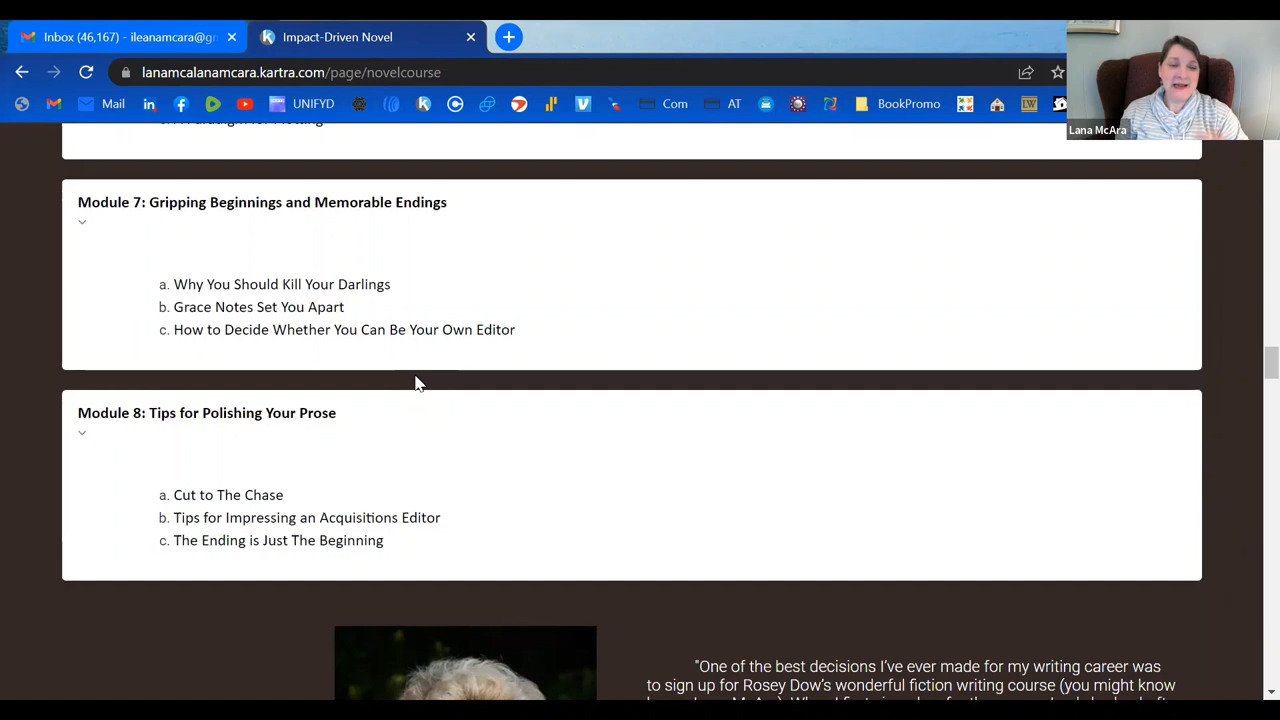 Inbox (46,167) - ileanamcara@gm
Impact-Driven Novel
lanamcalanamcara.kartra.com/page/novelcourse
Mail
UNIFYD
Com
AT
BookPromo
LW
Lana McAra
Module 7: Gripping Beginnings and Memorable Endings
a. Why You Should Kill Your Darlings
b. Grace Notes Set You Apart
c. How to Decide Whether You Can Be Your Own Editor
Module 8: Tips for Polishing Your Prose
a. Cut to The Chase
b. Tips for Impressing an Acquisitions Editor
c. The Ending is Just The Beginning
"One of the best decisions I've ever made for my writing career was
to sign up for Rosey Dow's wonderful fiction writing course (you might know